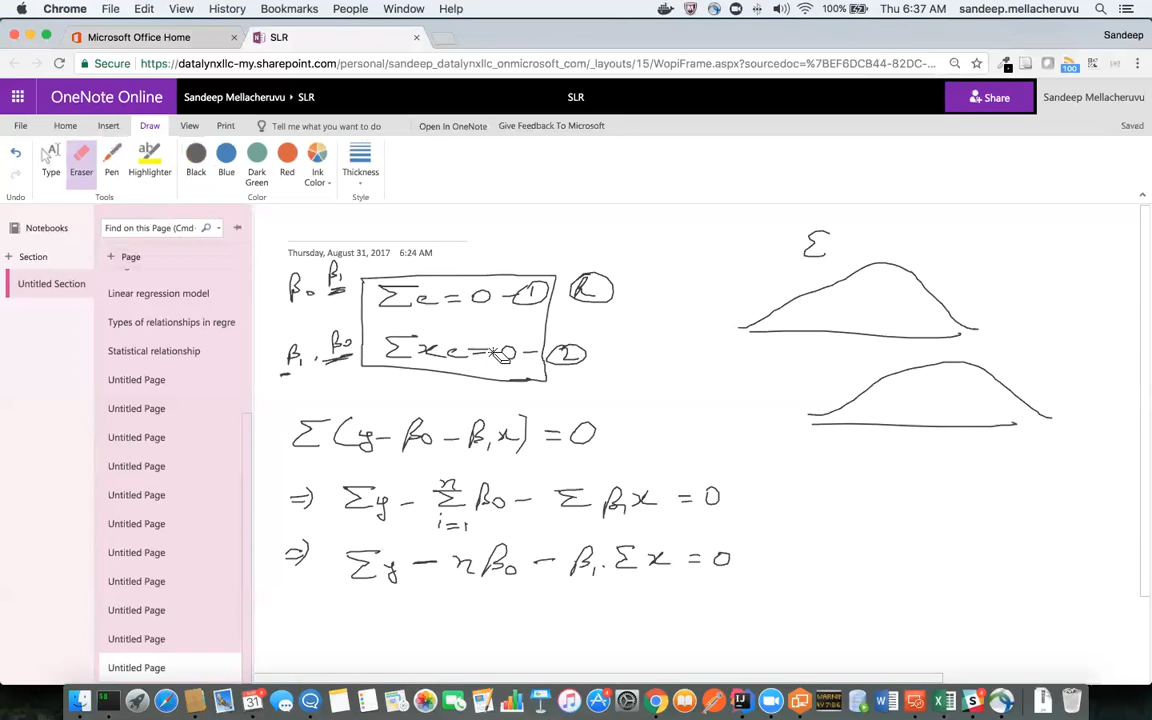 Chrome File Edit View History Bookmarks People Window Help 100% Thu 6:37 AM sandeep.mellacheruvu
Microsoft Office Home SLR Sandeep
Secure https://datalynxllc-my.sharepoint.com/personal/sandeep_datalynxllc_onmicrosoft_com/_layouts/15/WopiFrame.aspx?sourcedoc=%7BEF6DCB44-82DC-... 100
OneNote Online Sandeep Mellacheruvu ▸ SLR SLR Share Sandeep Mellacheruvu
File Home Insert Draw View Print Tell me what you want to do Open In OneNote Give Feedback To Microsoft Saved
Type Eraser Pen Highlighter Black Blue Dark Green Red Ink Color Thickness
Undo Tools Color Style
Notebooks
Find on this Page (Cmd
+ Section
+ Page
Untitled Section
Linear regression model
Types of relationships in regre
Statistical relationship
Untitled Page
Untitled Page
Untitled Page
Untitled Page
Untitled Page
Untitled Page
Untitled Page
Untitled Page
Untitled Page
Untitled Page
Untitled Page
Thursday, August 31, 2017 6:24 AM
β0 β1 Σe = 0 - ①
β1 . β0 Σxe = 0 - ②
Σ
Σ(y - β0 - β1x) = 0
⇒ Σy - Σ β0 - Σ β1x = 0
n
i=1
⇒ Σy - nβ0 - β1 . Σx = 0
31